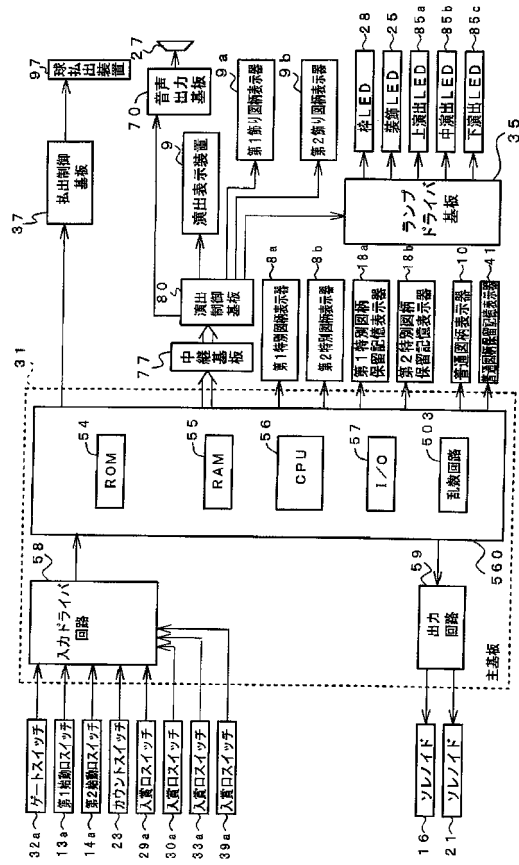 32a
ゲートスイッチ
13a
第1始動口スイッチ
14a
第2始動口スイッチ
23
カウントスイッチ
29a
入賞口スイッチ
30a
入賞口スイッチ
33a
入賞口スイッチ
39a
入賞口スイッチ
16
ソレノイド
21
ソレノイド
58
入力ドライバ
回路
59
出力
回路
主基板
560
31
54
ROM
55
RAM
56
CPU
57
I/O
503
乱数回路
37
払出制御
基板
97
球払出装置
77
中継基板
80
演出
制御
基板
70
音声
出力
基板
27
9
演出表示装置
9a
第1飾り図柄表示器
9b
第2飾り図柄表示器
8a
第1特別図柄表示器
8b
第2特別図柄表示器
18a
第1特別図柄
保留記憶表示器
18b
第2特別図柄
保留記憶表示器
10
普通図柄表示器
41
普通図柄保留記憶表示器
35
ランプ
ドライバ
基板
28
枠LED
25
装飾LED
85a
上演出LED
85b
中演出LED
85c
下演出LED